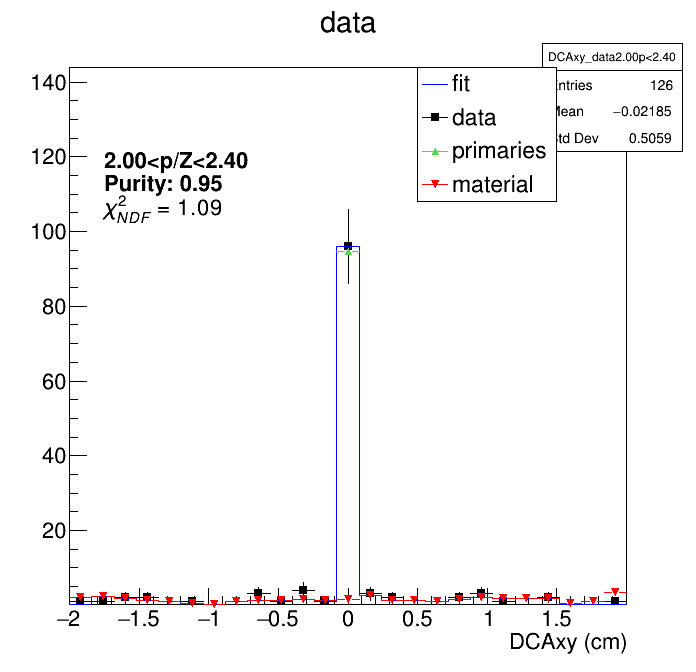 data
DCAxy_data2.00p<2.40
ntries 126
Mean −0.02185
td Dev 0.5059
fit
data
primaries
material
2.00<p/Z<2.40
Purity: 0.95
χ²NDF = 1.09
140
120
100
80
60
40
20
−2 −1.5 −1 −0.5 0 0.5 1 1.5 2
DCAxy (cm)